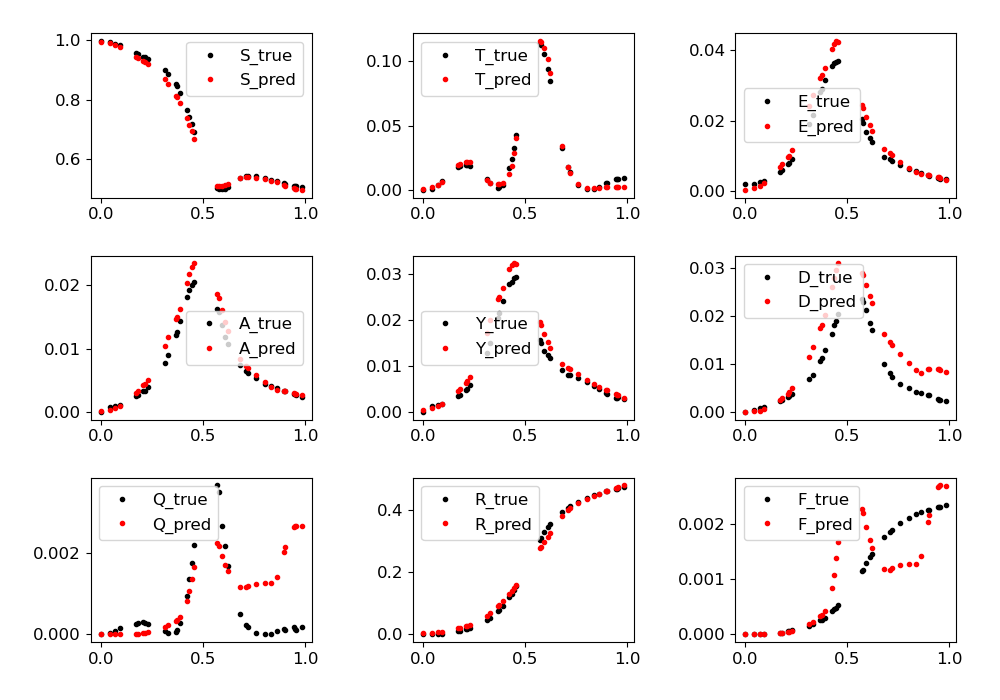 1.0
0.8
0.6
0.0 0.5 1.0
S_true
S_pred
0.10
0.05
0.00
0.0 0.5 1.0
T_true
T_pred
0.04
0.02
0.00
0.0 0.5 1.0
E_true
E_pred
0.02
0.01
0.00
0.0 0.5 1.0
A_true
A_pred
0.03
0.02
0.01
0.00
0.0 0.5 1.0
Y_true
Y_pred
0.03
0.02
0.01
0.00
0.0 0.5 1.0
D_true
D_pred
0.002
0.000
0.0 0.5 1.0
Q_true
Q_pred
0.4
0.2
0.0
0.0 0.5 1.0
R_true
R_pred
0.002
0.001
0.000
0.0 0.5 1.0
F_true
F_pred